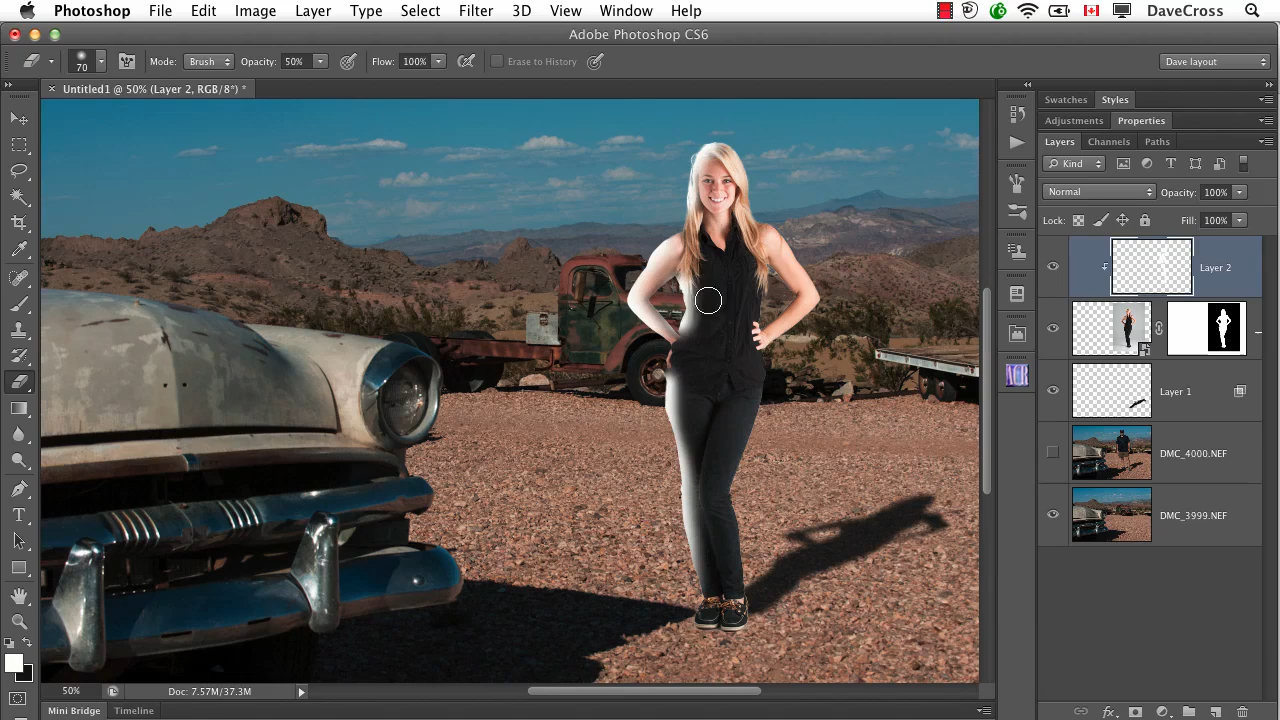 Photoshop File Edit Image Layer Type Select Filter 3D View Window Help DaveCross
Adobe Photoshop CS6
70 Mode: Brush Opacity: 50% Flow: 100% Erase to History Dave layout
Untitled1 @ 50% (Layer 2, RGB/8*) *
Swatches Styles
Adjustments Properties
Layers Channels Paths
Kind
Normal Opacity: 100%
Lock: Fill: 100%
Layer 2
Layer 1
DMC_4000.NEF
DMC_3999.NEF
50% Doc: 7.57M/37.3M
Mini Bridge Timeline